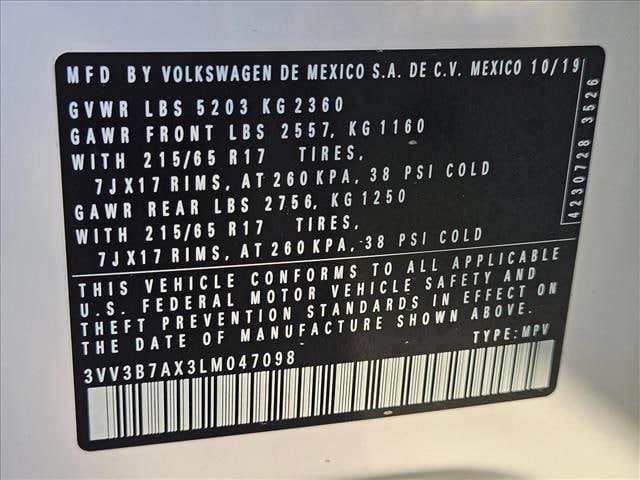 MFD BY VOLKSWAGEN DE MEXICO S.A. DE C.V. MEXICO 10/19
GVWR LBS 5203 KG 2360
GAWR FRONT LBS 2557, KG 1160
WITH 215/65 R17 TIRES,
7JX17 RIMS, AT 260 KPA, 38 PSI COLD
GAWR REAR LBS 2756, KG 1250
WITH 215/65 R17 TIRES,
7JX17 RIMS, AT 260 KPA, 38 PSI COLD
THIS VEHICLE CONFORMS TO ALL APPLICABLE
U.S. FEDERAL MOTOR VEHICLE SAFETY AND
THEFT PREVENTION STANDARDS IN EFFECT ON
THE DATE OF MANUFACTURE SHOWN ABOVE.
3VV3B7AX3LM047098 TYPE: MPV
4230728 3526